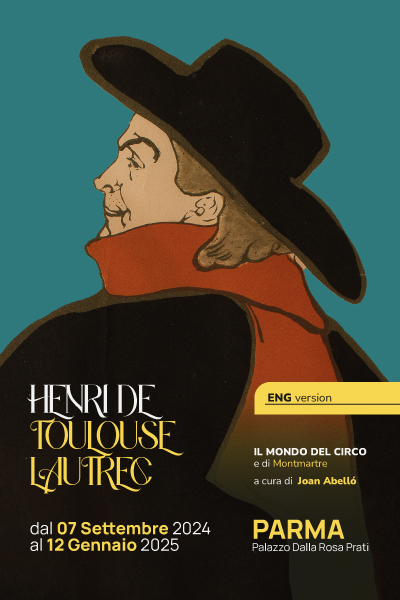 HENRI DE
TOULOUSE
LAUTREC
ENG version
IL MONDO DEL CIRCO
e di Montmartre
a cura di Joan Abelló
dal 07 Settembre 2024
al 12 Gennaio 2025
PARMA
Palazzo Dalla Rosa Prati